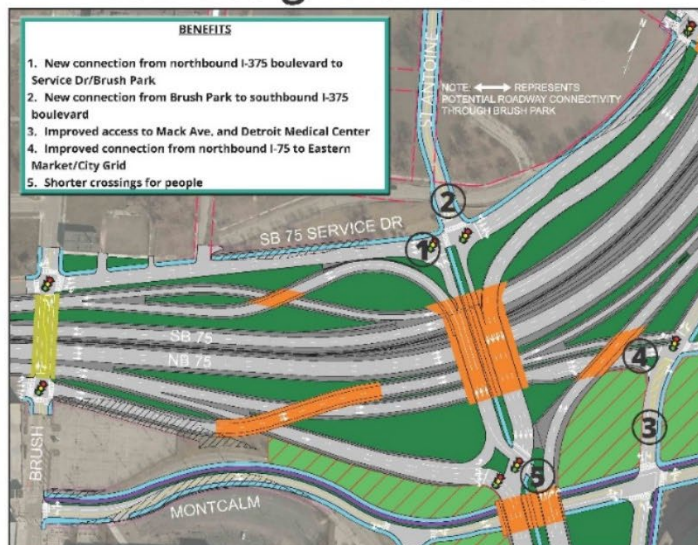 BENEFITS
1. New connection from northbound I-375 boulevard to
Service Dr/Brush Park
2. New connection from Brush Park to southbound I-375
boulevard
3. Improved access to Mack Ave, and Detroit Medical Center
4. Improved connection from northbound I-75 to Eastern
Market/City Grid
5. Shorter crossings for people
ST ANTOINE
N
NOTE: REPRESENTS
POTENTIAL ROADWAY CONNECTIVITY
THROUGH BRUSH PARK
2
1
SB 75 SERVICE DR
SB 75
NB 75
4
3
5
BRUSH
MONTCALM